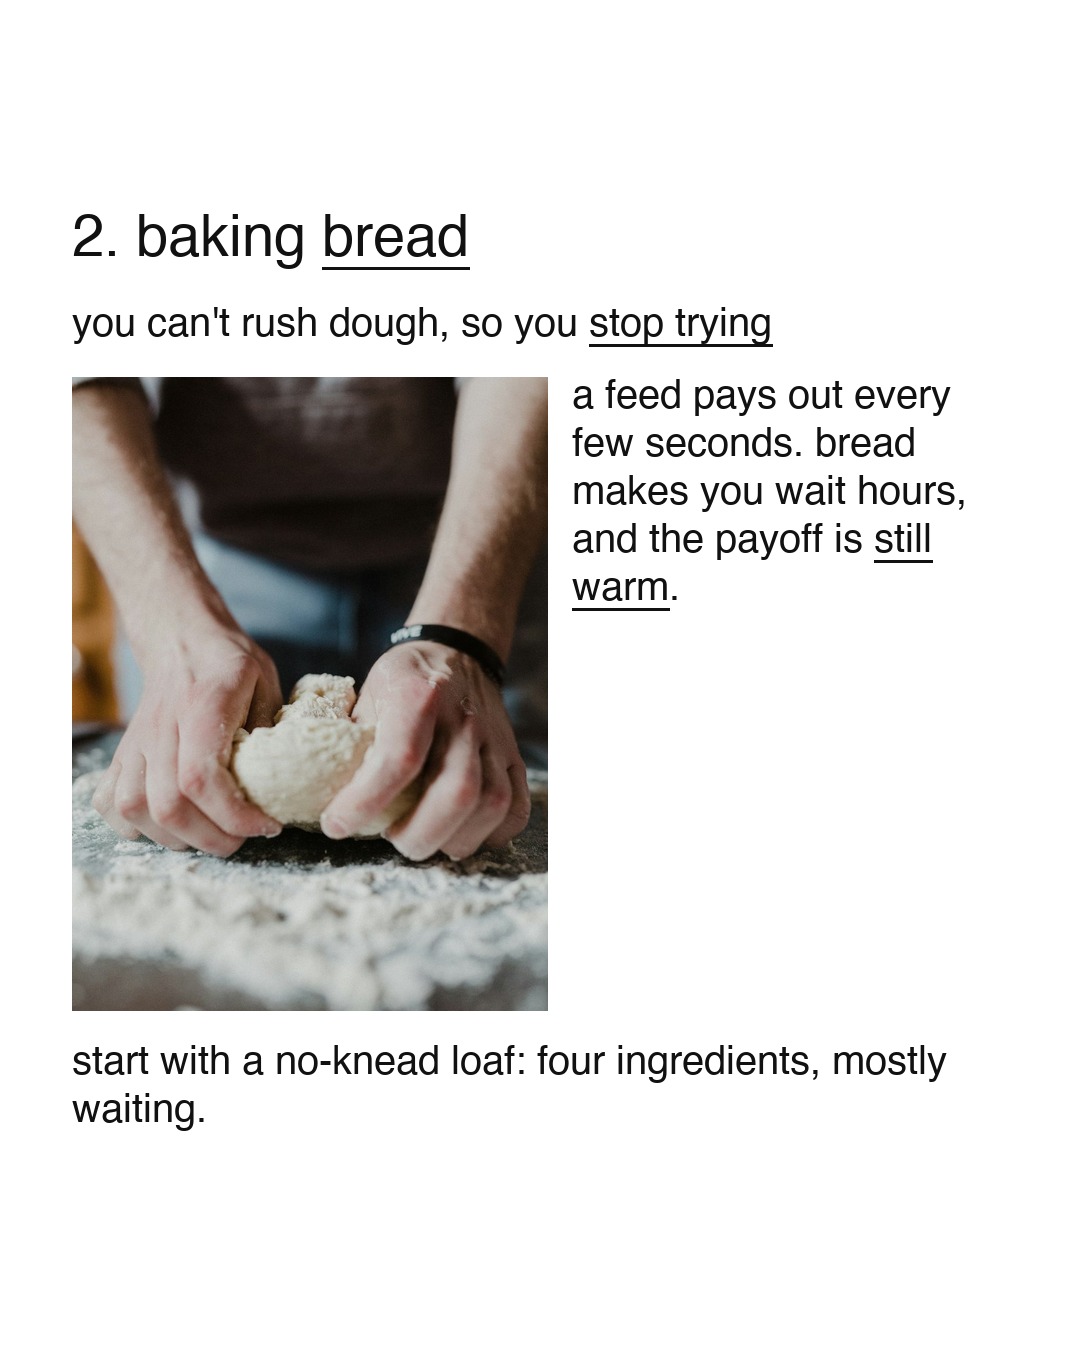 2. baking bread
you can't rush dough, so you stop trying
a feed pays out every
few seconds. bread
makes you wait hours,
and the payoff is still
warm.
VIVE
start with a no-knead loaf: four ingredients, mostly
waiting.